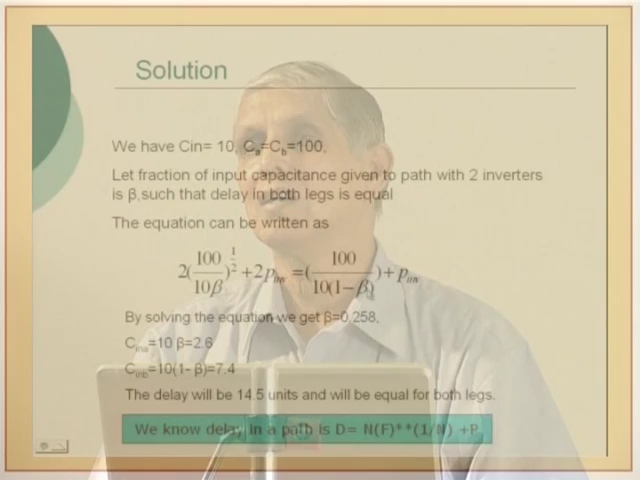 Solution
We have Cin= 10, Cₐ=C_b=100,
Let fraction of input capacitance given to path with 2 inverters
is β,such that delay in both legs is equal
The equation can be written as
2(100/10β)^1/2 +2p_inv =(100/10(1-β))+p_inv
By solving the equation we get β=0.258,
C_ina=10 β=2.6
C_inb=10(1- β)=7.4
The delay will be 14.5 units and will be equal for both legs.
We know delay in a path is D= N(F)**(1/N) +P